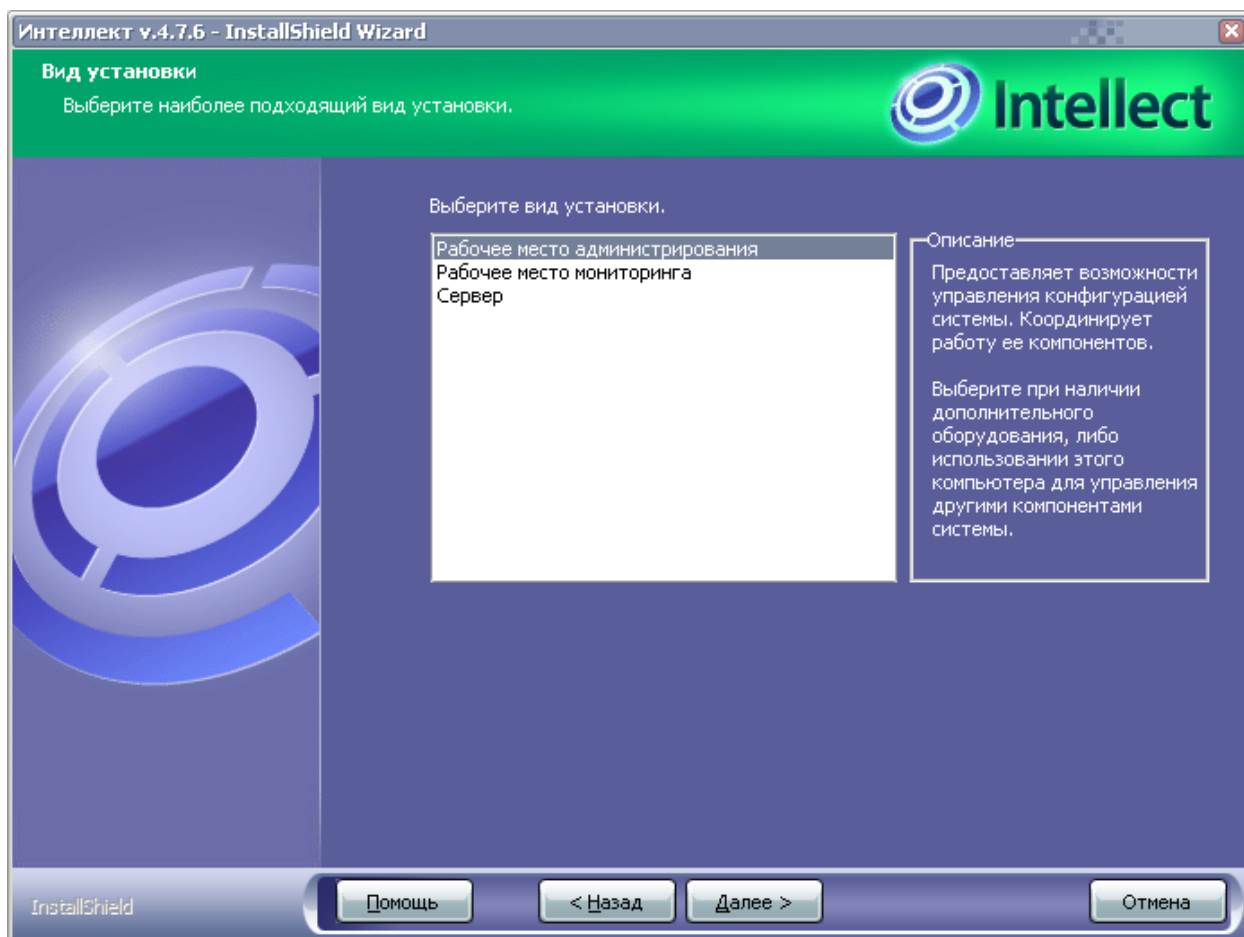 Интеллект v.4.7.6 - InstallShield Wizard
Вид установки
Выберите наиболее подходящий вид установки.
Intellect
Выберите вид установки.
Рабочее место администрирования
Рабочее место мониторинга
Сервер
Описание
Предоставляет возможности
управления конфигурацией
системы. Координирует
работу ее компонентов.
Выберите при наличии
дополнительного
оборудования, либо
использовании этого
компьютера для управления
другими компонентами
системы.
InstallShield
Помощь
< Назад
Далее >
Отмена